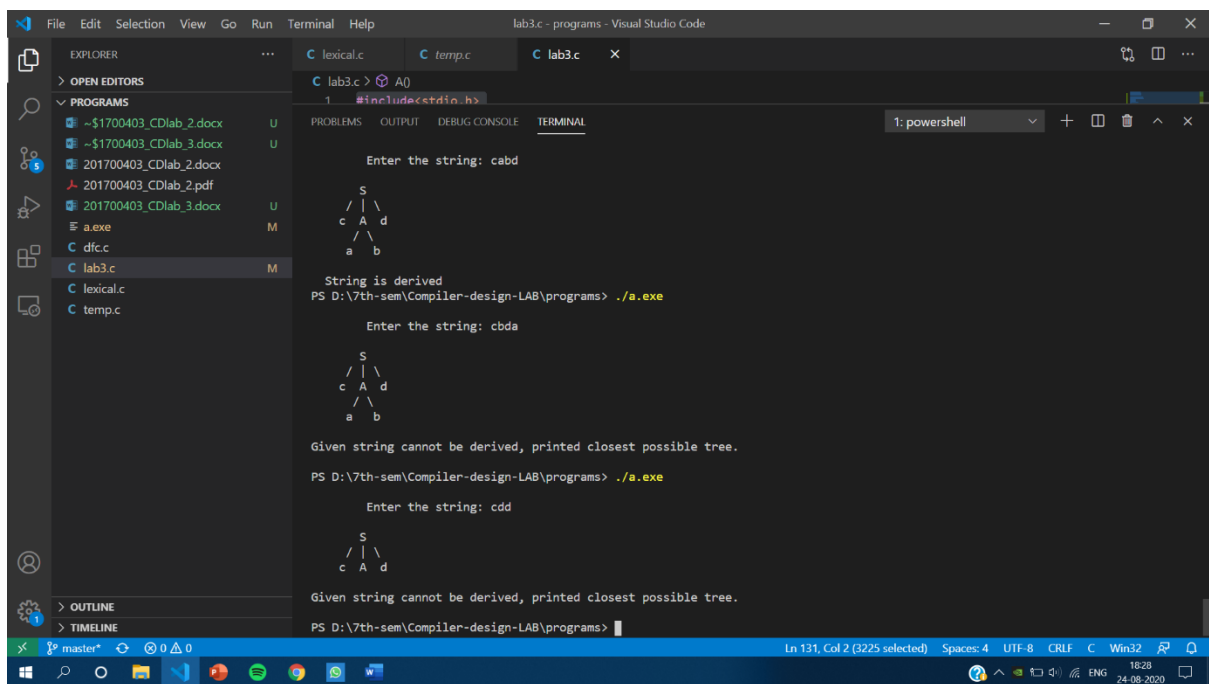 File Edit Selection View Go Run Terminal Help lab3.c - programs - Visual Studio Code
EXPLORER
OPEN EDITORS
PROGRAMS
~$1700403_CDlab_2.docx U
~$1700403_CDlab_3.docx U
201700403_CDlab_2.docx
201700403_CDlab_2.pdf
201700403_CDlab_3.docx U
a.exe M
C dfc.c
C lab3.c M
C lexical.c
C temp.c
OUTLINE
TIMELINE
5
1
C lexical.c C temp.c C lab3.c
C lab3.c > A()
1 #include<stdio.h>
PROBLEMS OUTPUT DEBUG CONSOLE TERMINAL 1: powershell
Enter the string: cabd
S
/ | \
c A d
/ \
a b
String is derived
PS D:\7th-sem\Compiler-design-LAB\programs> ./a.exe
Enter the string: cbda
S
/ | \
c A d
/ \
a b
Given string cannot be derived, printed closest possible tree.
PS D:\7th-sem\Compiler-design-LAB\programs> ./a.exe
Enter the string: cdd
S
/ | \
c A d
Given string cannot be derived, printed closest possible tree.
PS D:\7th-sem\Compiler-design-LAB\programs>
master* 0 0 Ln 131, Col 2 (3225 selected) Spaces: 4 UTF-8 CRLF C Win32
ENG 18:28
24-08-2020